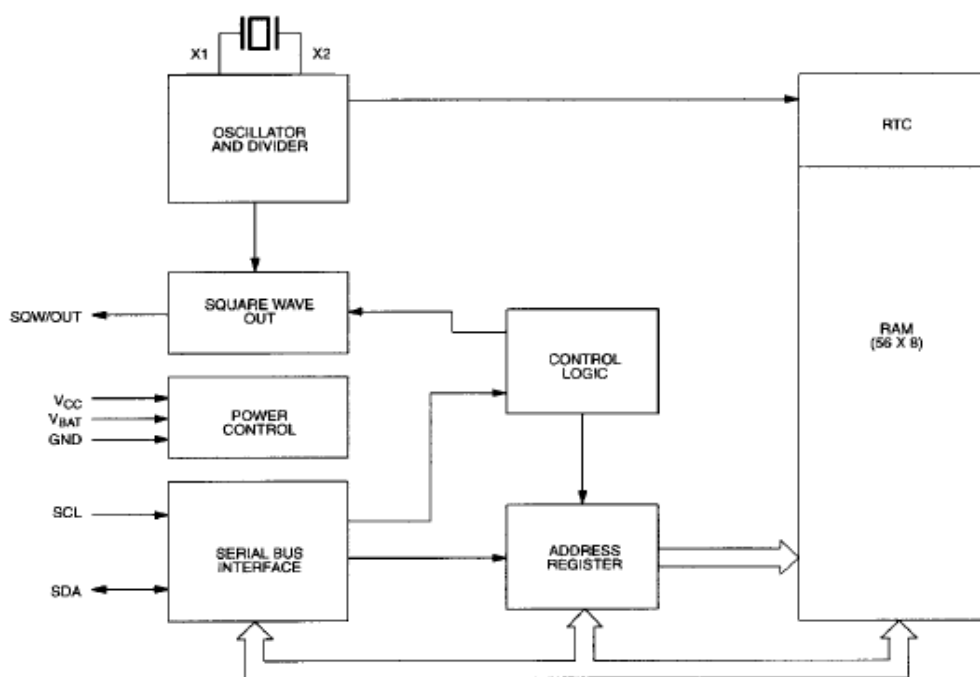 X1
X2
OSCILLATOR
AND DIVIDER
RTC
SQW/OUT
SQUARE WAVE
OUT
CONTROL
LOGIC
RAM
(56 X 8)
VCC
VBAT
GND
POWER
CONTROL
SCL
SDA
SERIAL BUS
INTERFACE
ADDRESS
REGISTER